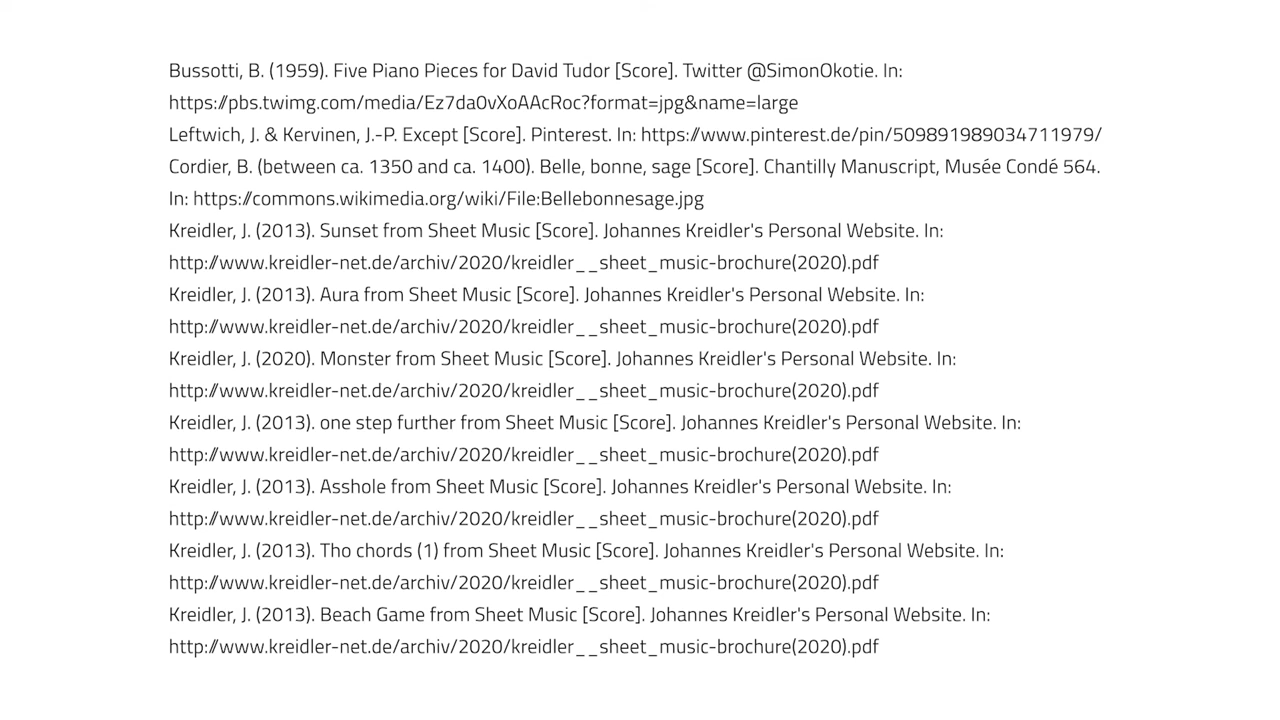 Bussotti, B. (1959). Five Piano Pieces for David Tudor [Score]. Twitter @SimonOkotie. In:
https://pbs.twimg.com/media/Ez7da0vXoAAcRoc?format=jpg&name=large
Leftwich, J. & Kervinen, J.-P. Except [Score]. Pinterest. In: https://www.pinterest.de/pin/509891989034711979/
Cordier, B. (between ca. 1350 and ca. 1400). Belle, bonne, sage [Score]. Chantilly Manuscript, Musée Condé 564.
In: https://commons.wikimedia.org/wiki/File:Bellebonnesage.jpg
Kreidler, J. (2013). Sunset from Sheet Music [Score]. Johannes Kreidler's Personal Website. In:
http://www.kreidler-net.de/archiv/2020/kreidler__sheet_music-brochure(2020).pdf
Kreidler, J. (2013). Aura from Sheet Music [Score]. Johannes Kreidler's Personal Website. In:
http://www.kreidler-net.de/archiv/2020/kreidler__sheet_music-brochure(2020).pdf
Kreidler, J. (2020). Monster from Sheet Music [Score]. Johannes Kreidler's Personal Website. In:
http://www.kreidler-net.de/archiv/2020/kreidler__sheet_music-brochure(2020).pdf
Kreidler, J. (2013). one step further from Sheet Music [Score]. Johannes Kreidler's Personal Website. In:
http://www.kreidler-net.de/archiv/2020/kreidler__sheet_music-brochure(2020).pdf
Kreidler, J. (2013). Asshole from Sheet Music [Score]. Johannes Kreidler's Personal Website. In:
http://www.kreidler-net.de/archiv/2020/kreidler__sheet_music-brochure(2020).pdf
Kreidler, J. (2013). Tho chords (1) from Sheet Music [Score]. Johannes Kreidler's Personal Website. In:
http://www.kreidler-net.de/archiv/2020/kreidler__sheet_music-brochure(2020).pdf
Kreidler, J. (2013). Beach Game from Sheet Music [Score]. Johannes Kreidler's Personal Website. In:
http://www.kreidler-net.de/archiv/2020/kreidler__sheet_music-brochure(2020).pdf